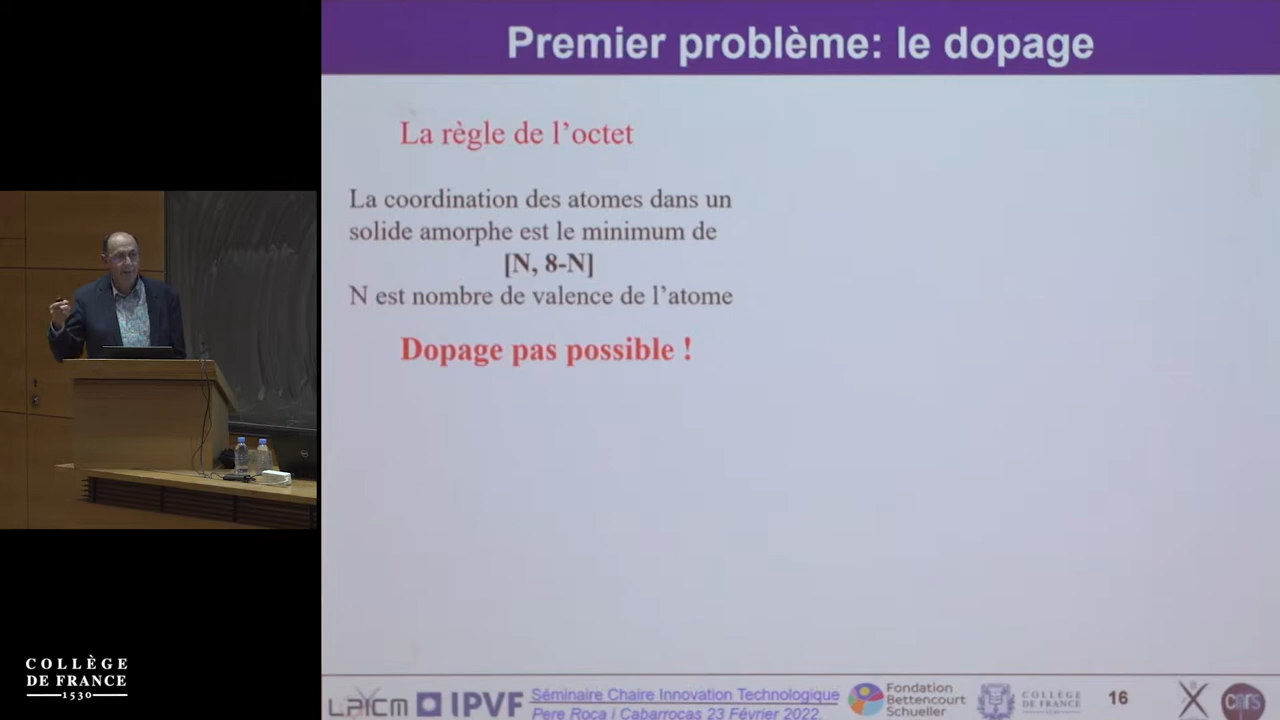 Premier problème: le dopage
La règle de l’octet
La coordination des atomes dans un
solide amorphe est le minimum de
[N, 8-N]
N est nombre de valence de l’atome
Dopage pas possible !
COLLÈGE
DE FRANCE
1530
LPICM
IPVF
Séminaire Chaire Innovation Technologique
Pere Roca i Cabarrocas 23 Février 2022.
Fondation
Bettencourt
Schueller
COLLÈGE
DE FRANCE
16
cnrs